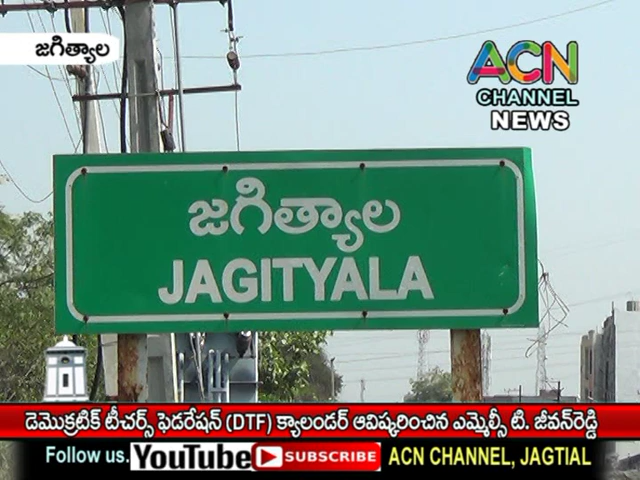 జగిత్యాల
ACN
CHANNEL
NEWS
జగిత్యాల
JAGITYALA
డెమొక్రటిక్ టీచర్స్ ఫెడరేషన్ (DTF) క్యాలండర్ ఆవిష్కరించిన ఎమ్మెల్సీ టి. జీవన్‌రెడ్డి
Follow us. YouTube SUBSCRIBE ACN CHANNEL, JAGTIAL